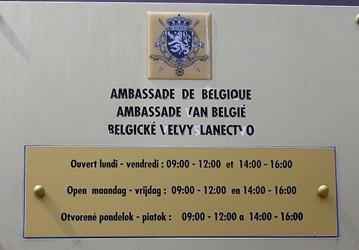 AMBASSADE DE BELGIQUE
AMBASSADE VAN BELGIË
BELGICKÉ VEĽVYSLANECTVO
Ouvert lundi - vendredi : 09:00 - 12:00 et 14:00 - 16:00
Open maandag - vrijdag : 09:00 - 12:00 en 14:00 - 16:00
Otvorené pondelok - piatok : 09:00 - 12:00 a 14:00 - 16:00